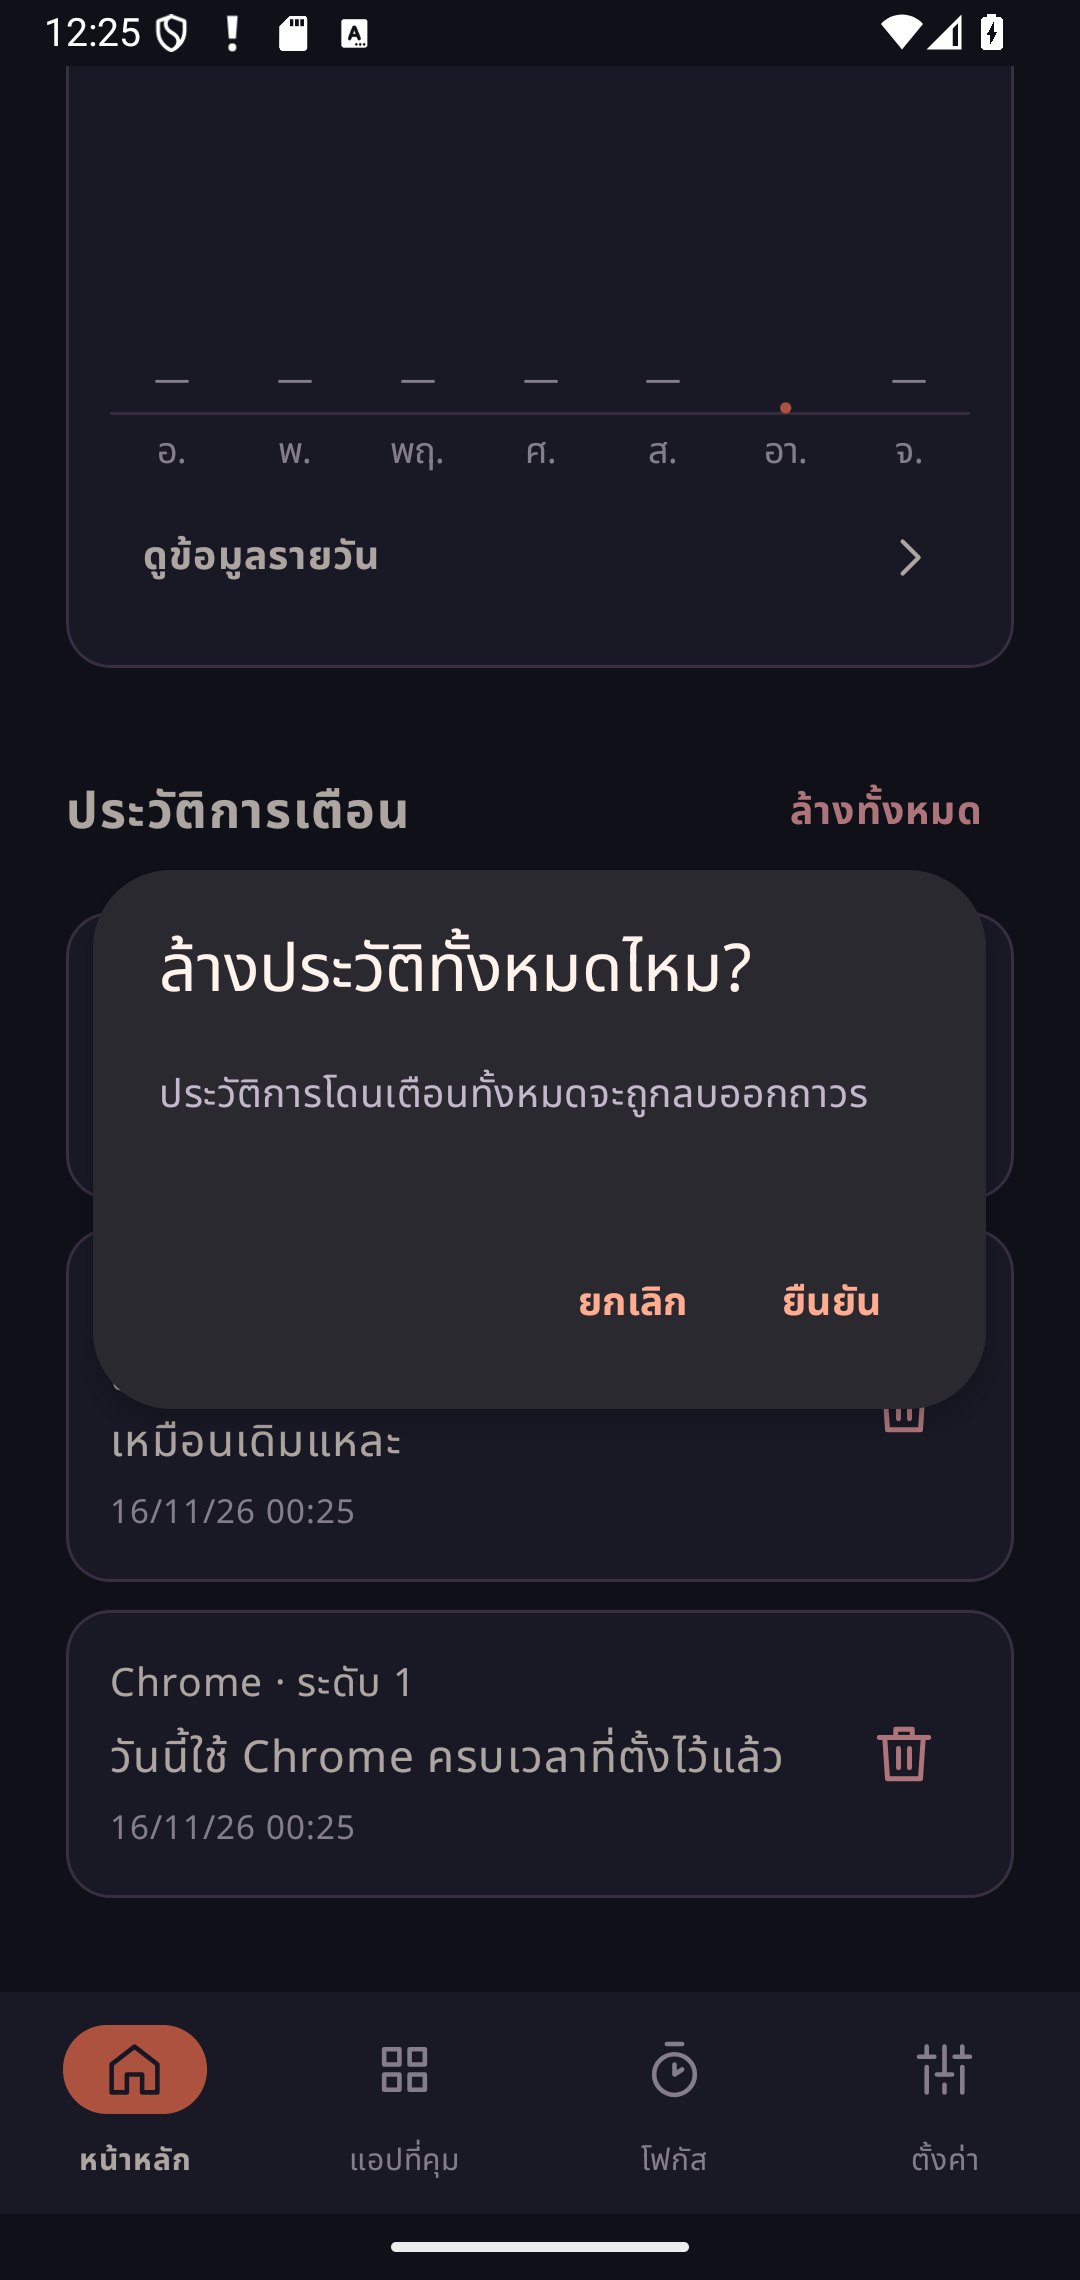 12:25
อ. พ. พฤ. ศ. ส. อา. จ.
ดูข้อมูลรายวัน
ประวัติการเตือน ล้างทั้งหมด
ล้างประวัติทั้งหมดไหม?
ประวัติการโดนเตือนทั้งหมดจะถูกลบออกถาวร
ยกเลิก ยืนยัน
เหมือนเดิมแหละ
16/11/26 00:25
Chrome · ระดับ 1
วันนี้ใช้ Chrome ครบเวลาที่ตั้งไว้แล้ว
16/11/26 00:25
หน้าหลัก แอปที่คุม โฟกัส ตั้งค่า